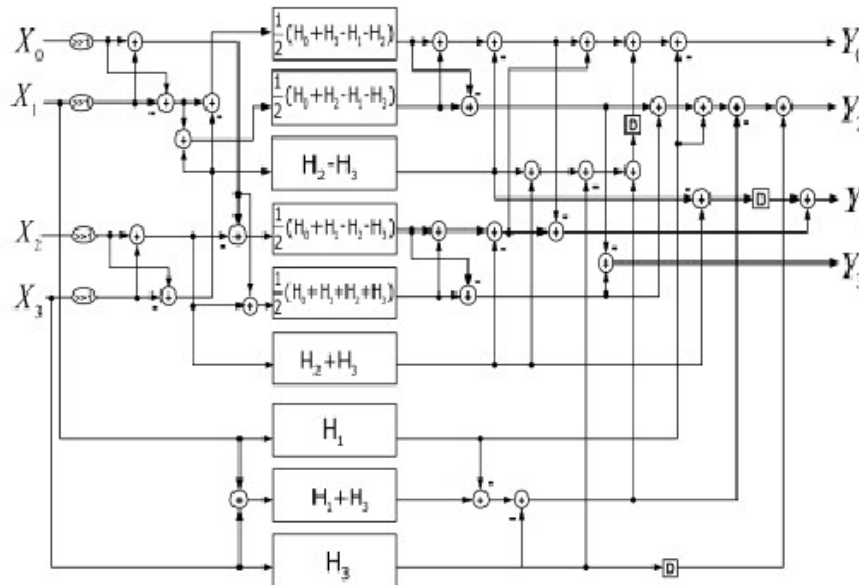 X0 >>1 1/2 (H0+H3-H1-H2) Y0
X1 >>1 1/2 (H0+H2-H1-H3) Y2
D
H2-H3
D Y
X2 >>1 1/2 (H0+H1-H2-H3)
Y3
X3 >>1 1/2 (H0+H1+H2+H3)
H2+H3
H1
H1+H3
H3 D